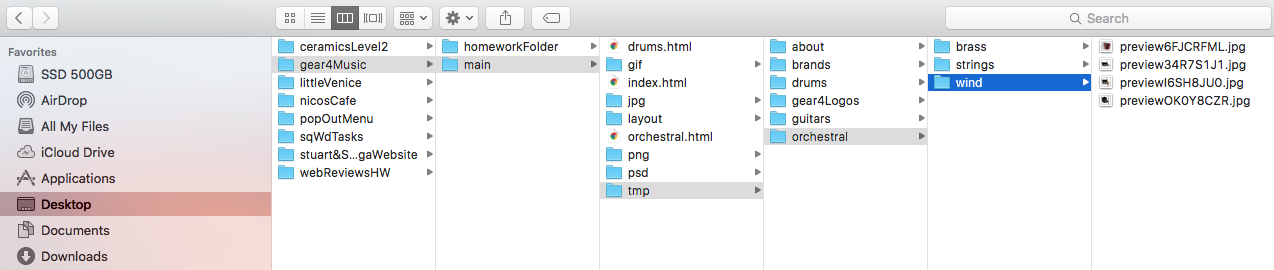 Search
Favorites
SSD 500GB
AirDrop
All My Files
iCloud Drive
Applications
Desktop
Documents
Downloads
ceramicsLevel2
gear4Music
littleVenice
nicosCafe
popOutMenu
sqWdTasks
stuart&S...gaWebsite
webReviewsHW
homeworkFolder
main
drums.html
gif
index.html
jpg
layout
orchestral.html
png
psd
tmp
about
brands
drums
gear4Logos
guitars
orchestral
brass
strings
wind
preview6FJCRFML.jpg
preview34R7S1J1.jpg
previewI6SH8JU0.jpg
previewOK0Y8CZR.jpg